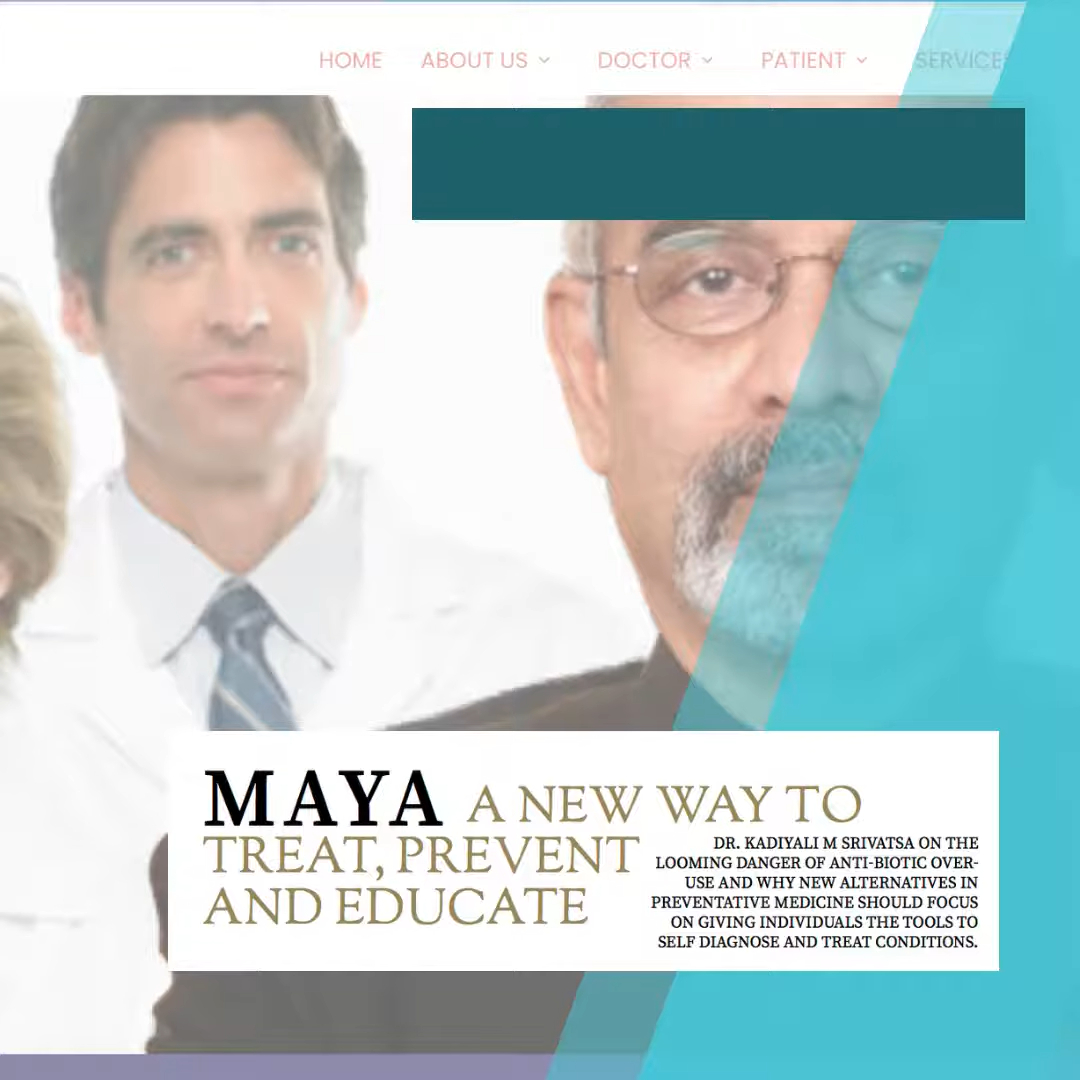 HOME ABOUT US DOCTOR PATIENT SERVICES
MAYA A NEW WAY TO
TREAT, PREVENT
AND EDUCATE
DR. KADIYALI M SRIVATSA ON THE
LOOMING DANGER OF ANTI-BIOTIC OVER-
USE AND WHY NEW ALTERNATIVES IN
PREVENTATIVE MEDICINE SHOULD FOCUS
ON GIVING INDIVIDUALS THE TOOLS TO
SELF DIAGNOSE AND TREAT CONDITIONS.